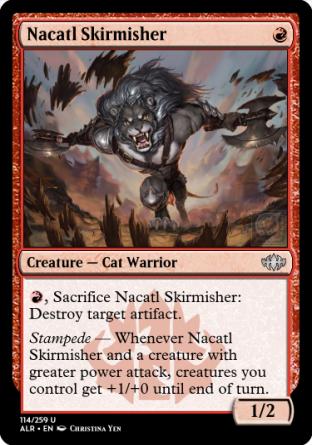 Nacatl Skirmisher
Creature — Cat Warrior
, Sacrifice Nacatl Skirmisher:
Destroy target artifact.
Stampede — Whenever Nacatl
Skirmisher and a creature with
greater power attack, creatures you
control get +1/+0 until end of turn.
1/2
114/259 U
ALR • EN Christina Yen